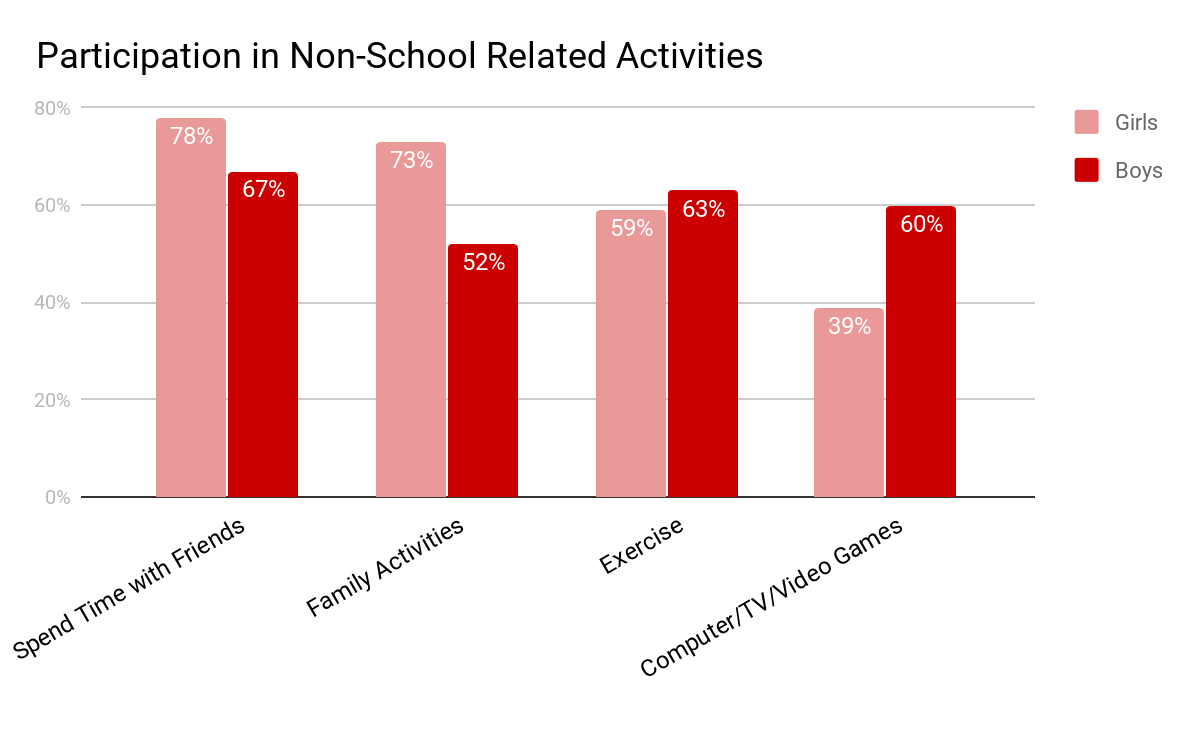 Participation in Non-School Related Activities
80%
60%
40%
20%
0%
78%
67%
73%
52%
59%
63%
39%
60%
Girls
Boys
Spend Time with Friends
Family Activities
Exercise
Computer/TV/Video Games